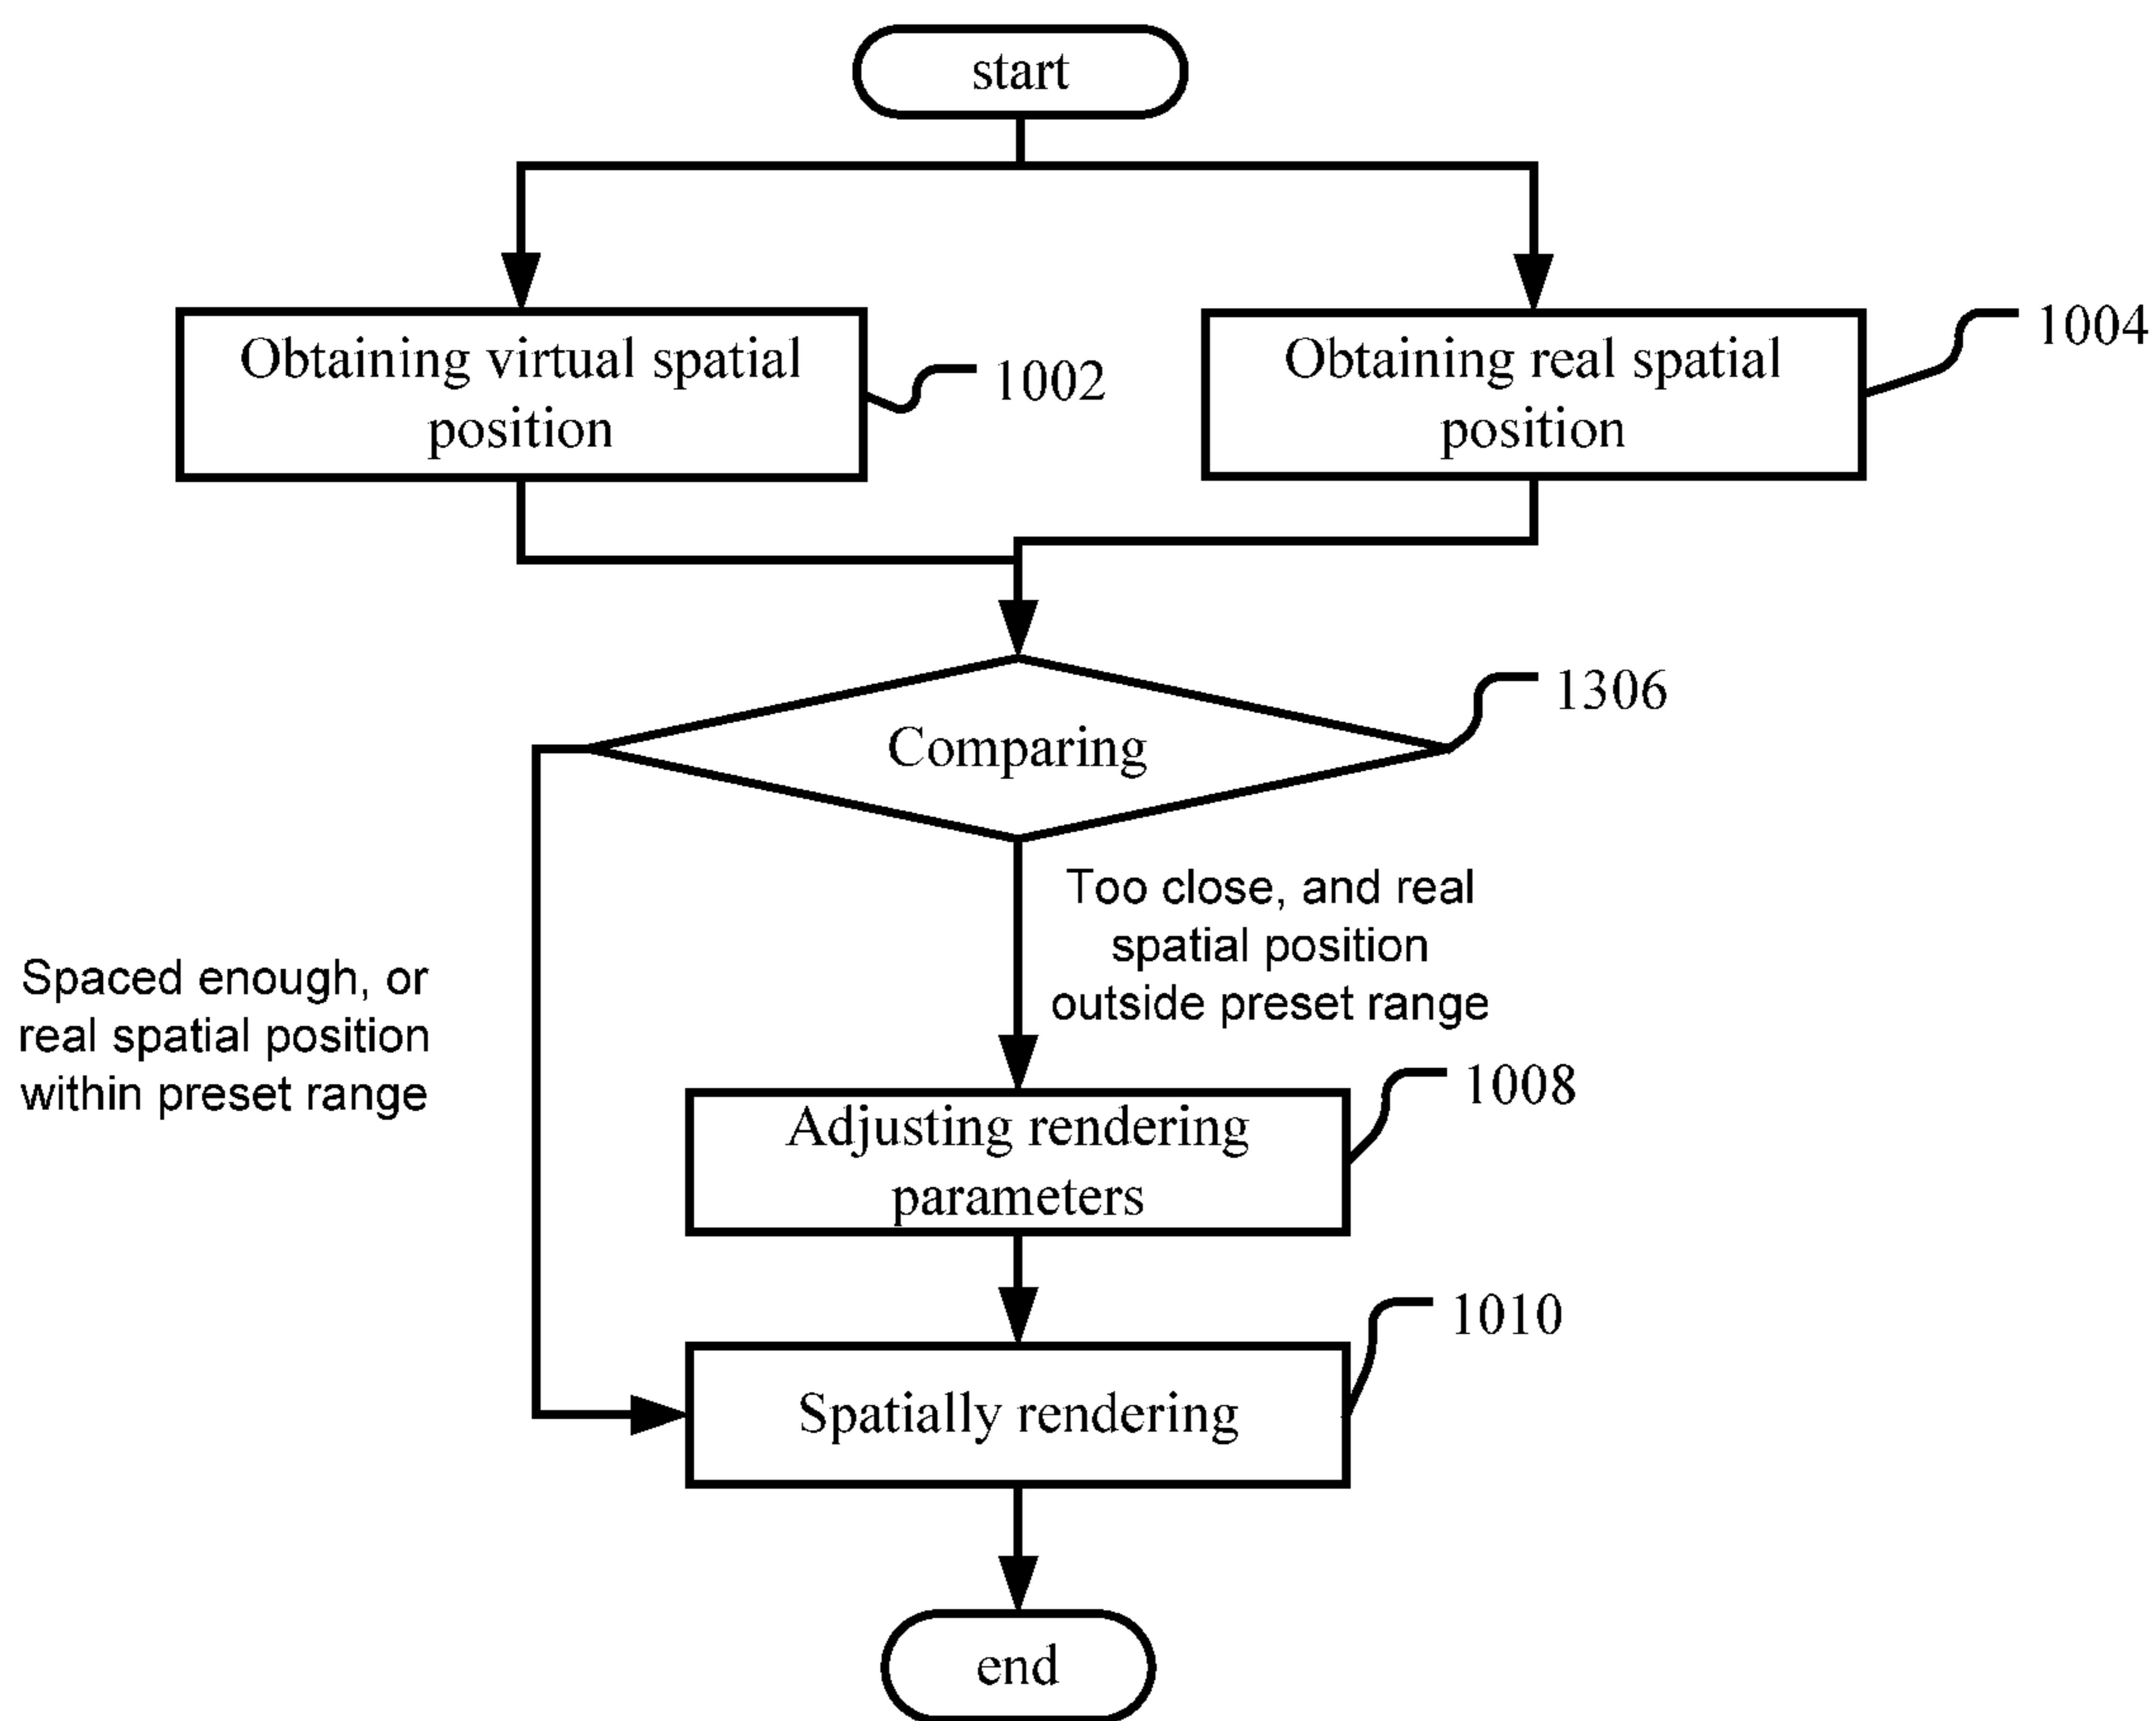 start
Obtaining virtual spatial
position
1002
Obtaining real spatial
position
1004
Comparing
1306
Too close, and real
spatial position
outside preset range
Spaced enough, or
real spatial position
within preset range
Adjusting rendering
parameters
1008
Spatially rendering
1010
end